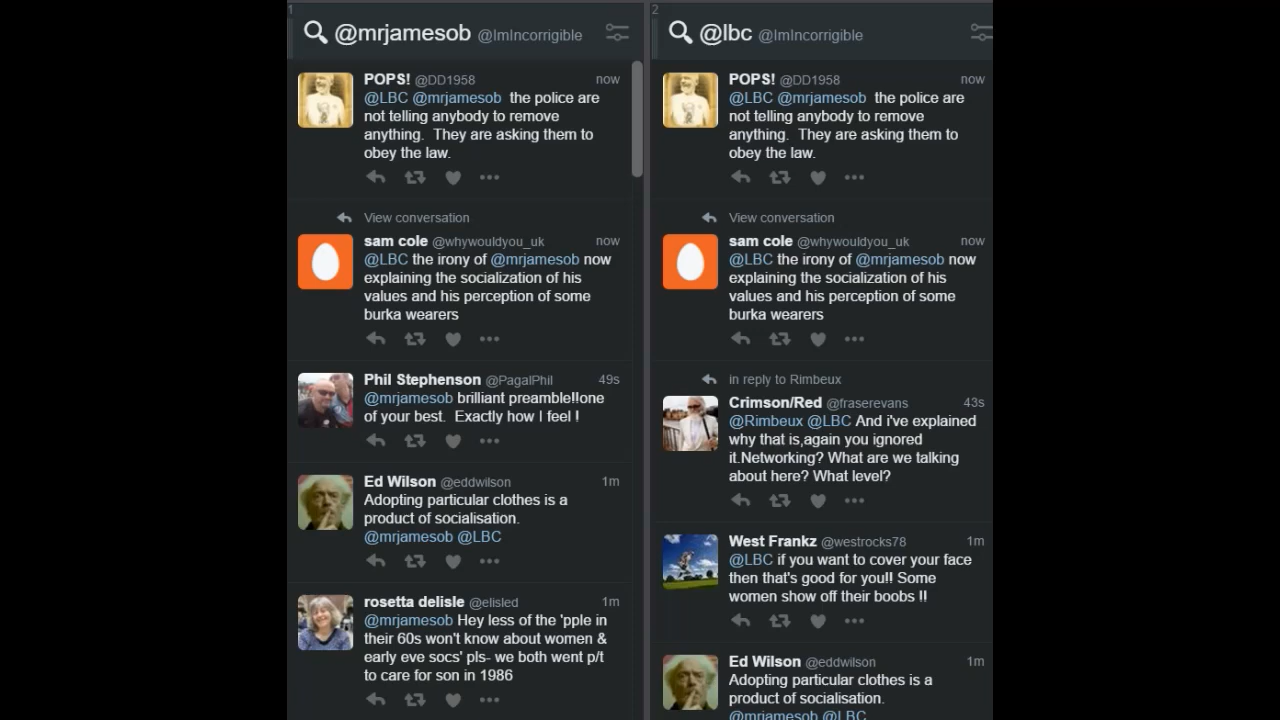 1
@mrjamesob @ImIncorrigible
POPS! @DD1958 now
@LBC @mrjamesob the police are
not telling anybody to remove
anything. They are asking them to
obey the law.
View conversation
sam cole @whywouldyou_uk now
@LBC the irony of @mrjamesob now
explaining the socialization of his
values and his perception of some
burka wearers
Phil Stephenson @PagalPhil 49s
@mrjamesob brilliant preamble!!one
of your best. Exactly how I feel !
Ed Wilson @eddwilson 1m
Adopting particular clothes is a
product of socialisation.
@mrjamesob @LBC
rosetta delisle @elisled 1m
@mrjamesob Hey less of the 'pple in
their 60s won't know about women &
early eve socs' pls- we both went p/t
to care for son in 1986
2
@lbc @ImIncorrigible
POPS! @DD1958 now
@LBC @mrjamesob the police are
not telling anybody to remove
anything. They are asking them to
obey the law.
View conversation
sam cole @whywouldyou_uk now
@LBC the irony of @mrjamesob now
explaining the socialization of his
values and his perception of some
burka wearers
in reply to Rimbeux
Crimson/Red @fraserevans 43s
@Rimbeux @LBC And i've explained
why that is,again you ignored
it.Networking? What are we talking
about here? What level?
West Frankz @westrocks78 1m
@LBC if you want to cover your face
then that's good for you!! Some
women show off their boobs !!
Ed Wilson @eddwilson 1m
Adopting particular clothes is a
product of socialisation.
@mrjamesob @LBC